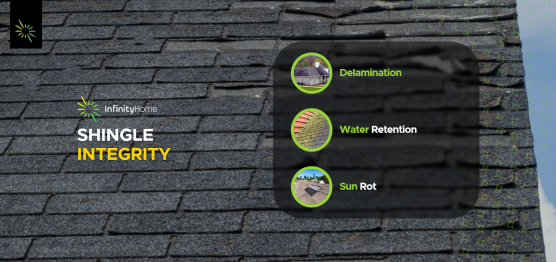 InfinityHome
SHINGLE
INTEGRITY
Delamination
Water Retention
Sun Rot